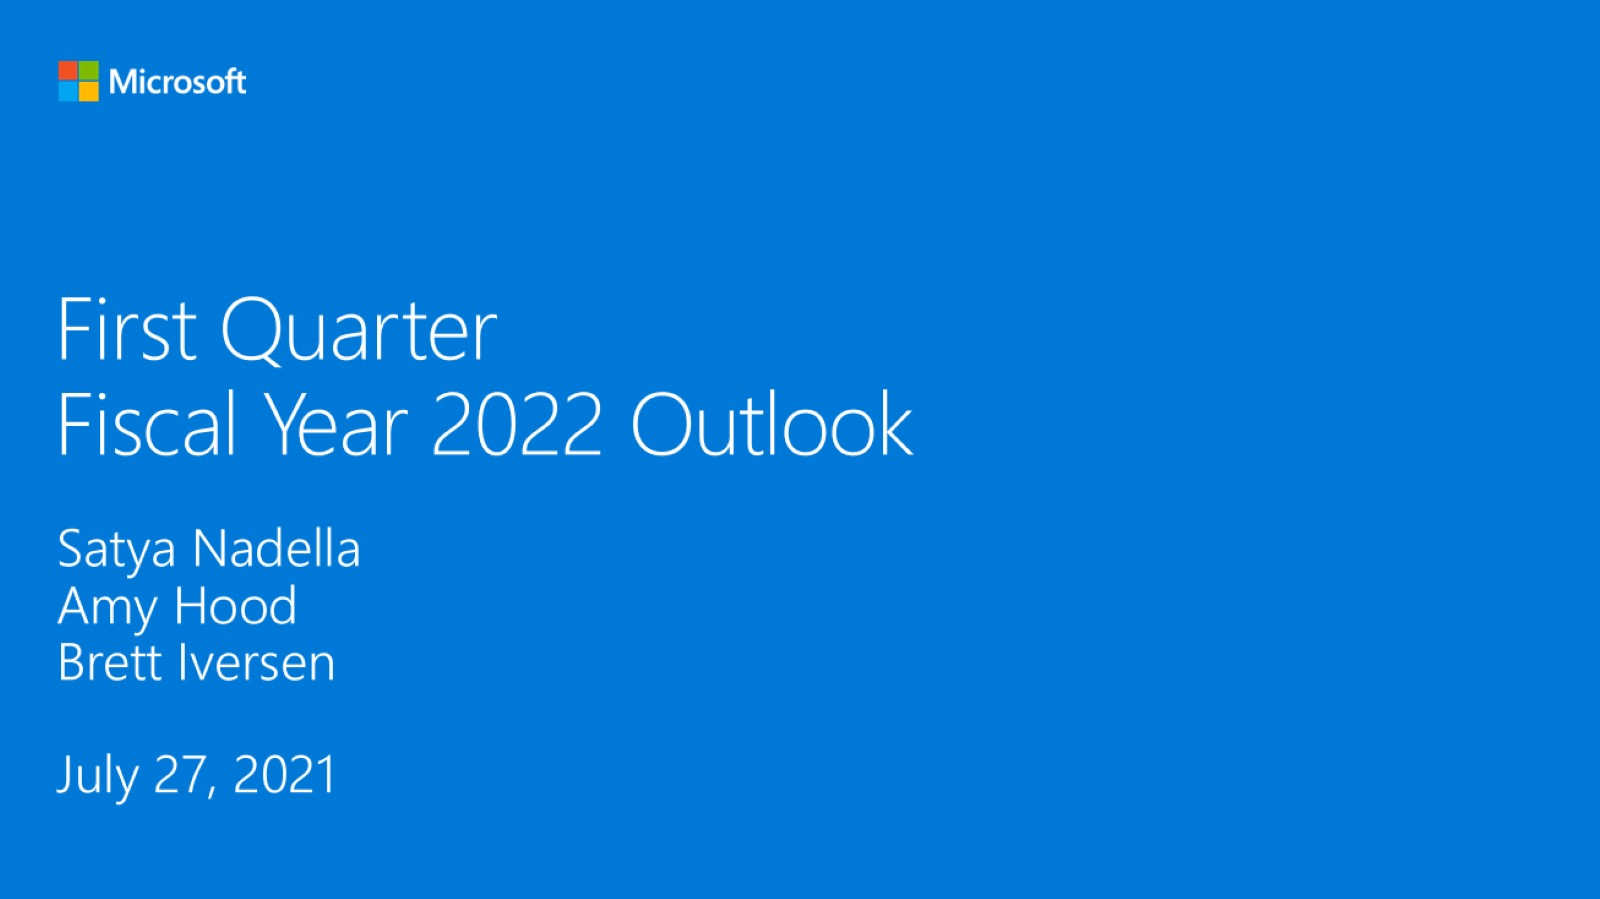 Microsoft
First Quarter
Fiscal Year 2022 Outlook
Satya Nadella
Amy Hood
Brett Iversen
July 27, 2021